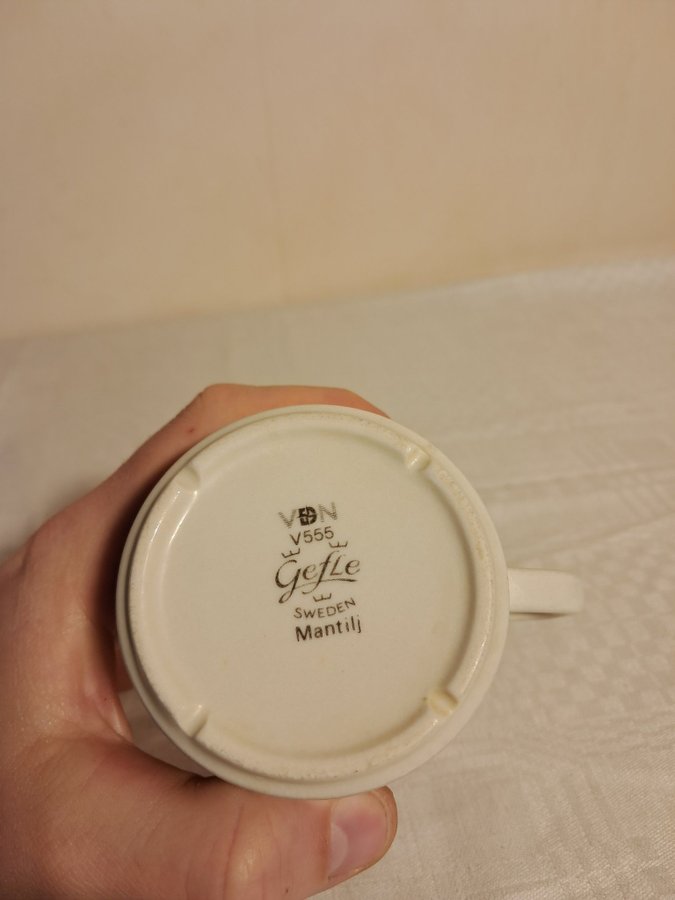 VDN
V555
Gefle
SWEDEN
Mantilj